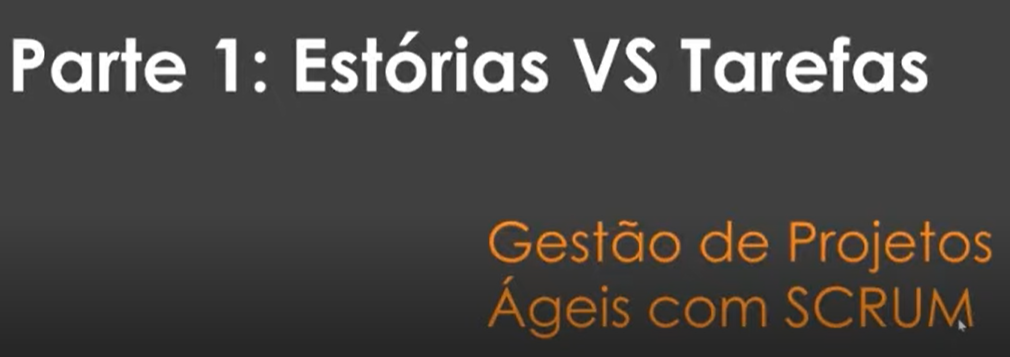 Parte 1: Estórias VS Tarefas
Gestão de Projetos
Ágeis com SCRUM